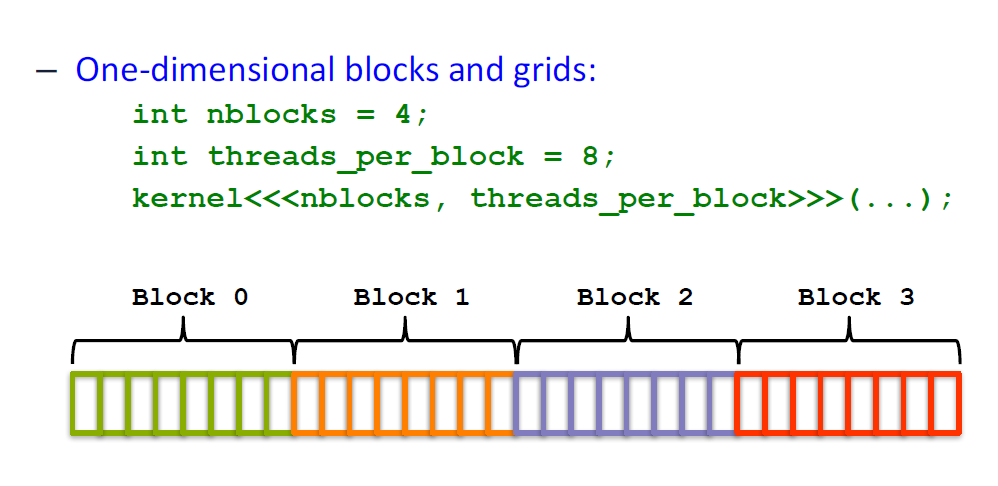 – One-dimensional blocks and grids:
int nblocks = 4;
int threads_per_block = 8;
kernel<<<nblocks, threads_per_block>>>(...);
Block 0 Block 1 Block 2 Block 3